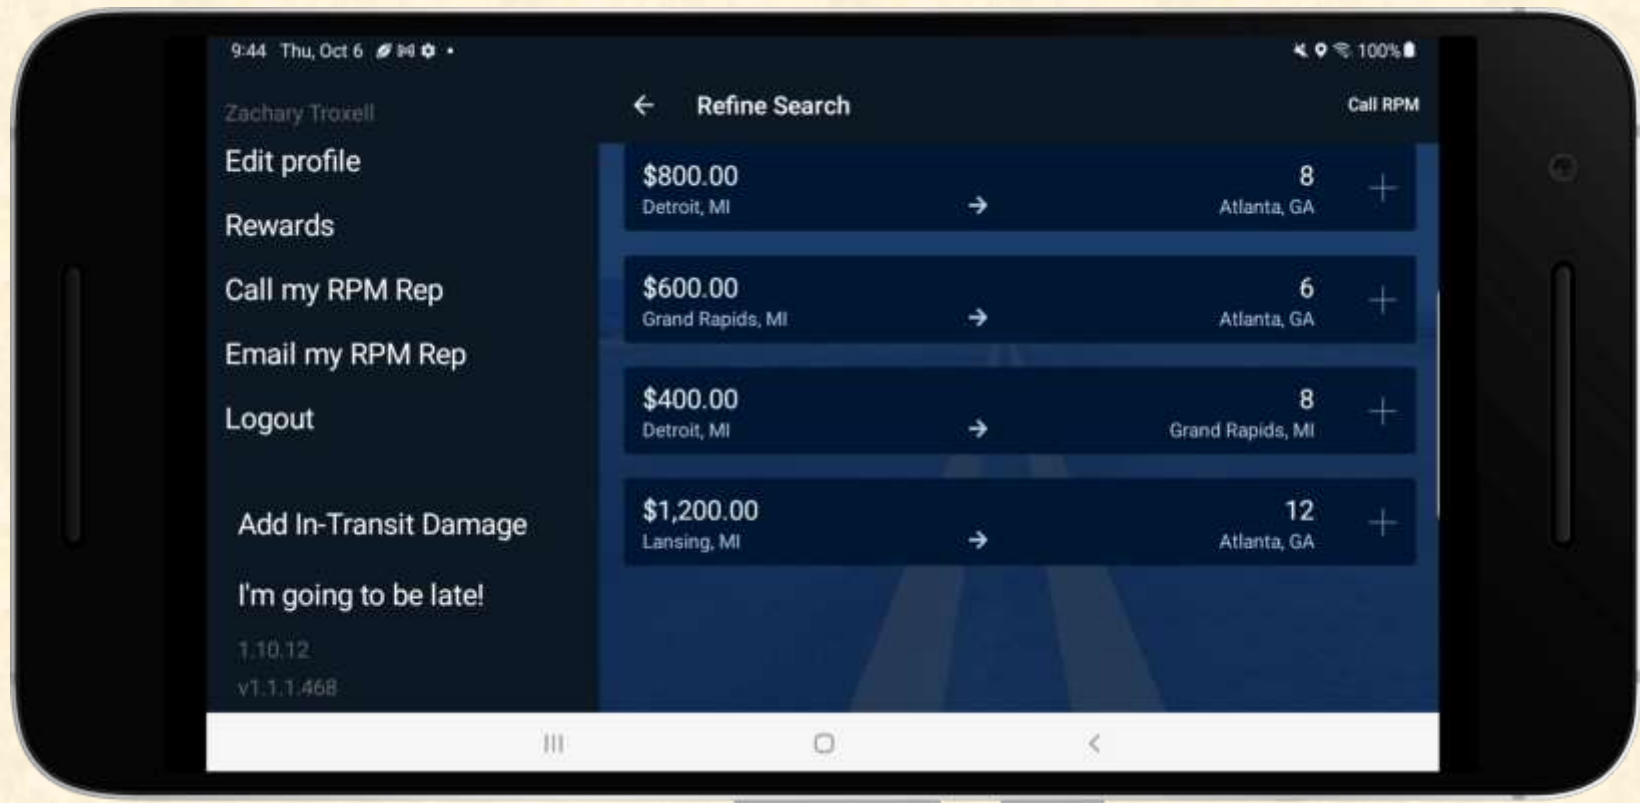 9:44 Thu, Oct 6
100%
Zachary Troxell
Edit profile
Rewards
Call my RPM Rep
Email my RPM Rep
Logout
Add In-Transit Damage
I'm going to be late!
1.10.12
v1.1.1.468
Refine Search
Call RPM
$800.00 8
Detroit, MI → Atlanta, GA
$600.00 6
Grand Rapids, MI → Atlanta, GA
$400.00 8
Detroit, MI → Grand Rapids, MI
$1,200.00 12
Lansing, MI → Atlanta, GA